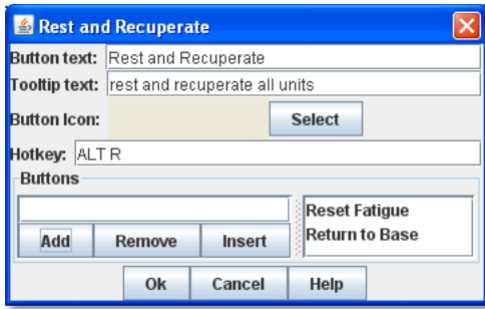 Rest and Recuperate
Button text: Rest and Recuperate
Tooltip text: rest and recuperate all units
Button Icon: Select
Hotkey: ALT R
Buttons
Reset Fatigue
Return to Base
Add Remove Insert
Ok Cancel Help